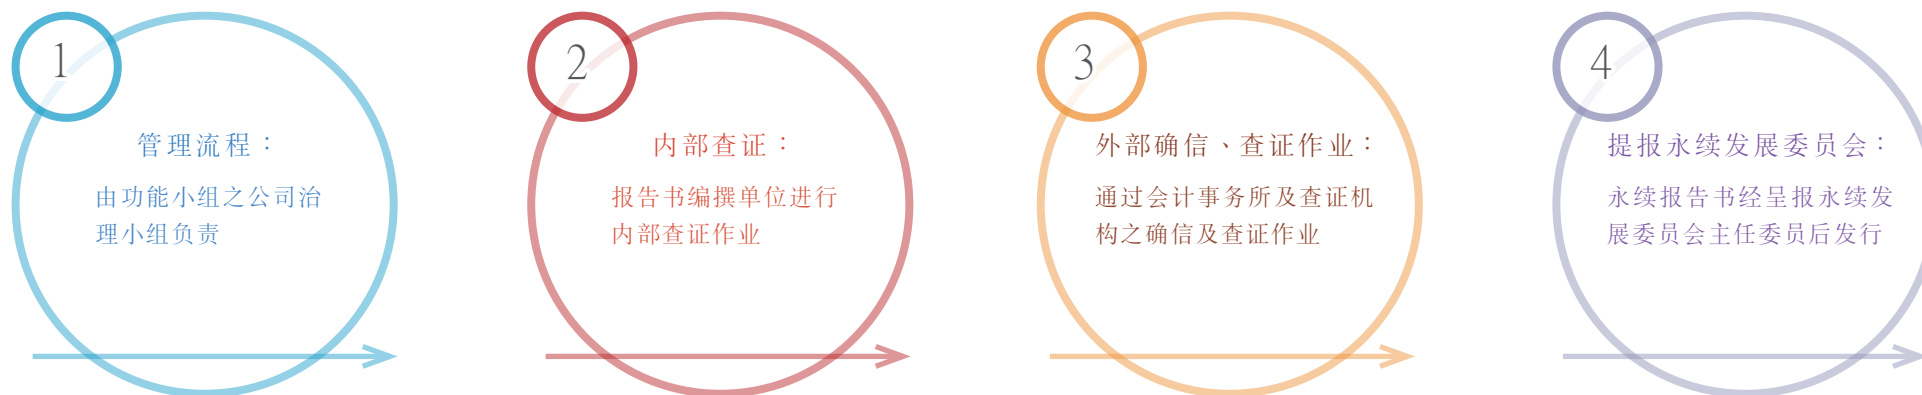 1
管理流程：
由功能小组之公司治
理小组负责
2
内部查证：
报告书编撰单位进行
内部查证作业
3
外部确信、查证作业：
通过会计事务所及查证机
构之确信及查证作业
4
提报永续发展委员会：
永续报告书经呈报永续发
展委员会主任委员后发行